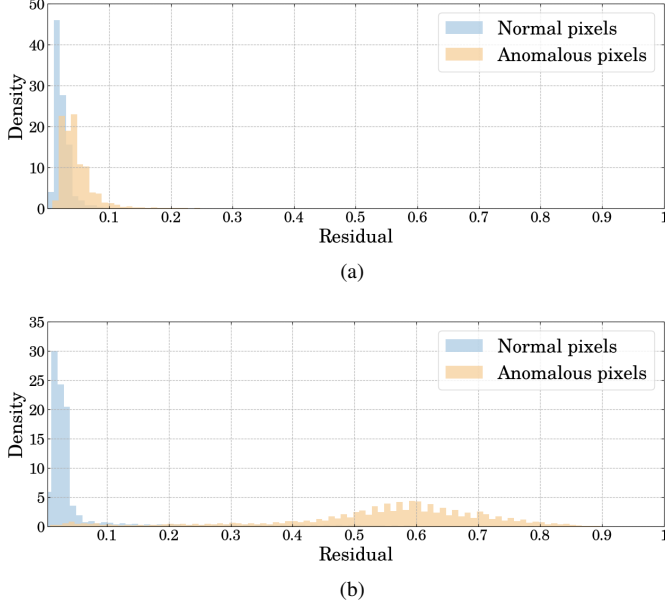 50
40
30
20
10
0
Density
Normal pixels
Anomalous pixels
0.1 0.2 0.3 0.4 0.5 0.6 0.7 0.8 0.9 1
Residual
(a)
35
30
25
20
15
10
5
0
Density
Normal pixels
Anomalous pixels
0.1 0.2 0.3 0.4 0.5 0.6 0.7 0.8 0.9 1
Residual
(b)